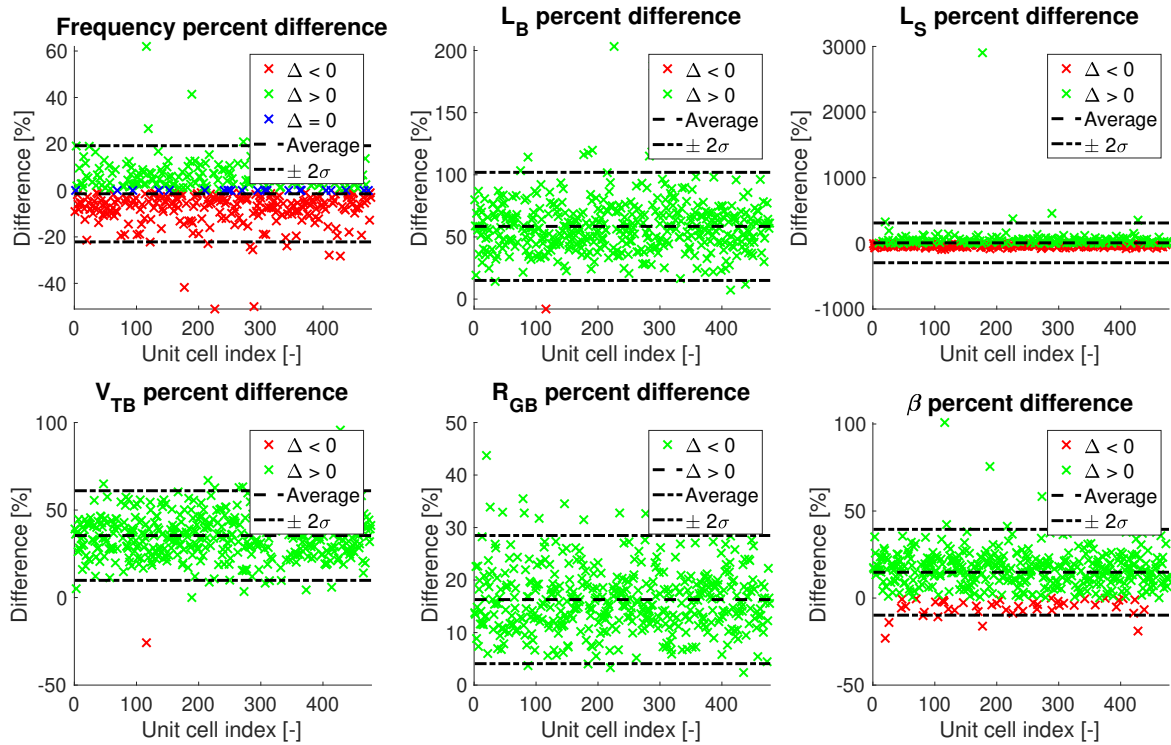 Frequency percent difference
60
40
20
0
-20
-40
Difference [%]
0 100 200 300 400
Unit cell index [-]
Δ < 0
Δ > 0
Δ = 0
Average
± 2σ
L_B percent difference
200
150
100
50
0
Difference [%]
0 100 200 300 400
Unit cell index [-]
Δ < 0
Δ > 0
Average
± 2σ
L_S percent difference
3000
2000
1000
0
-1000
Difference [%]
0 100 200 300 400
Unit cell index [-]
Δ < 0
Δ > 0
Average
± 2σ
V_TB percent difference
100
50
0
-50
Difference [%]
0 100 200 300 400
Unit cell index [-]
Δ < 0
Δ > 0
Average
± 2σ
R_GB percent difference
50
40
30
20
10
0
Difference [%]
0 100 200 300 400
Unit cell index [-]
Δ < 0
Δ > 0
Average
± 2σ
β percent difference
100
50
0
-50
Difference [%]
0 100 200 300 400
Unit cell index [-]
Δ < 0
Δ > 0
Average
± 2σ